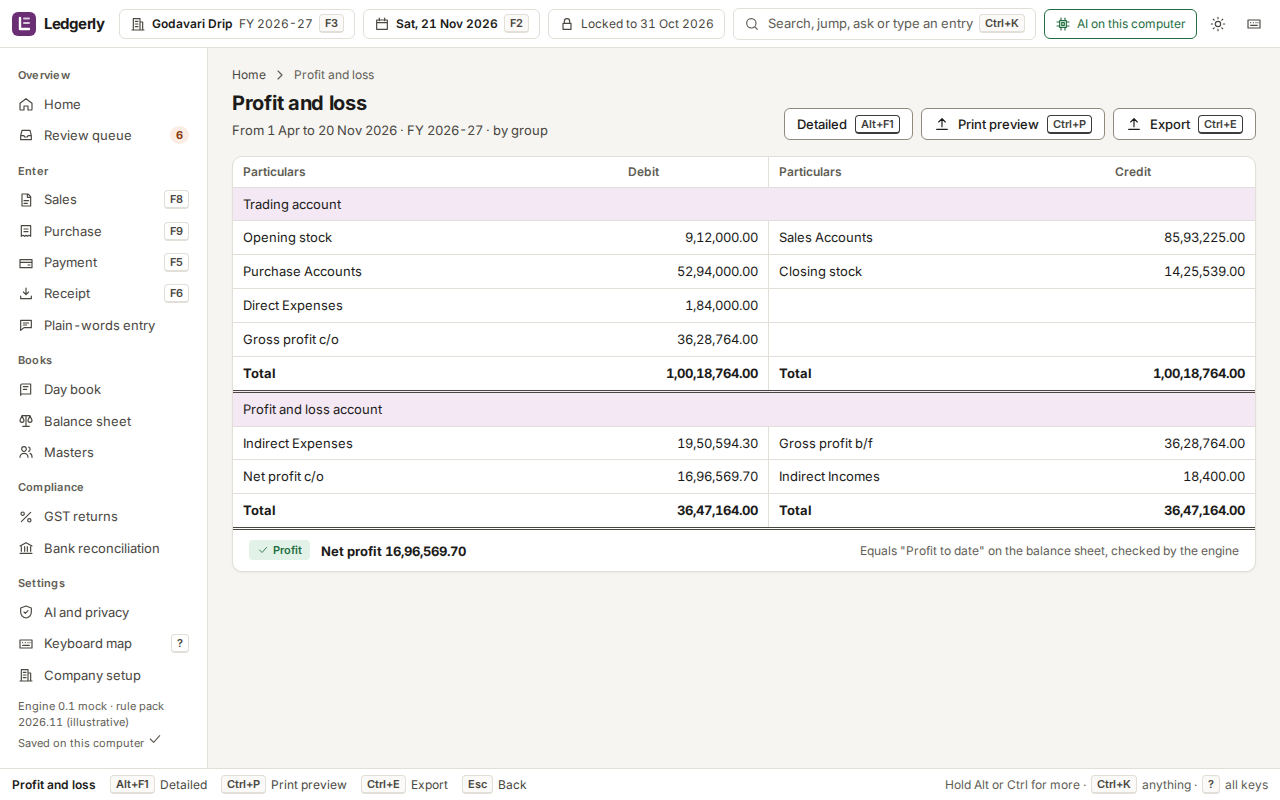 Ledgerly
Godavari Drip FY 2026-27 F3
Sat, 21 Nov 2026 F2
Locked to 31 Oct 2026
Search, jump, ask or type an entry Ctrl+K
AI on this computer
Overview
Home
Review queue 6
Enter
Sales F8
Purchase F9
Payment F5
Receipt F6
Plain-words entry
Books
Day book
Balance sheet
Masters
Compliance
GST returns
Bank reconciliation
Settings
AI and privacy
Keyboard map ?
Company setup
Engine 0.1 mock · rule pack
2026.11 (illustrative)
Saved on this computer
Home > Profit and loss
Profit and loss
From 1 Apr to 20 Nov 2026 · FY 2026-27 · by group
Detailed Alt+F1
Print preview Ctrl+P
Export Ctrl+E
Particulars Debit Particulars Credit
Trading account
Opening stock 9,12,000.00 Sales Accounts 85,93,225.00
Purchase Accounts 52,94,000.00 Closing stock 14,25,539.00
Direct Expenses 1,84,000.00
Gross profit c/o 36,28,764.00
Total 1,00,18,764.00 Total 1,00,18,764.00
Profit and loss account
Indirect Expenses 19,50,594.30 Gross profit b/f 36,28,764.00
Net profit c/o 16,96,569.70 Indirect Incomes 18,400.00
Total 36,47,164.00 Total 36,47,164.00
Profit Net profit 16,96,569.70 Equals "Profit to date" on the balance sheet, checked by the engine
Profit and loss Alt+F1 Detailed Ctrl+P Print preview Ctrl+E Export Esc Back
Hold Alt or Ctrl for more · Ctrl+K anything · ? all keys